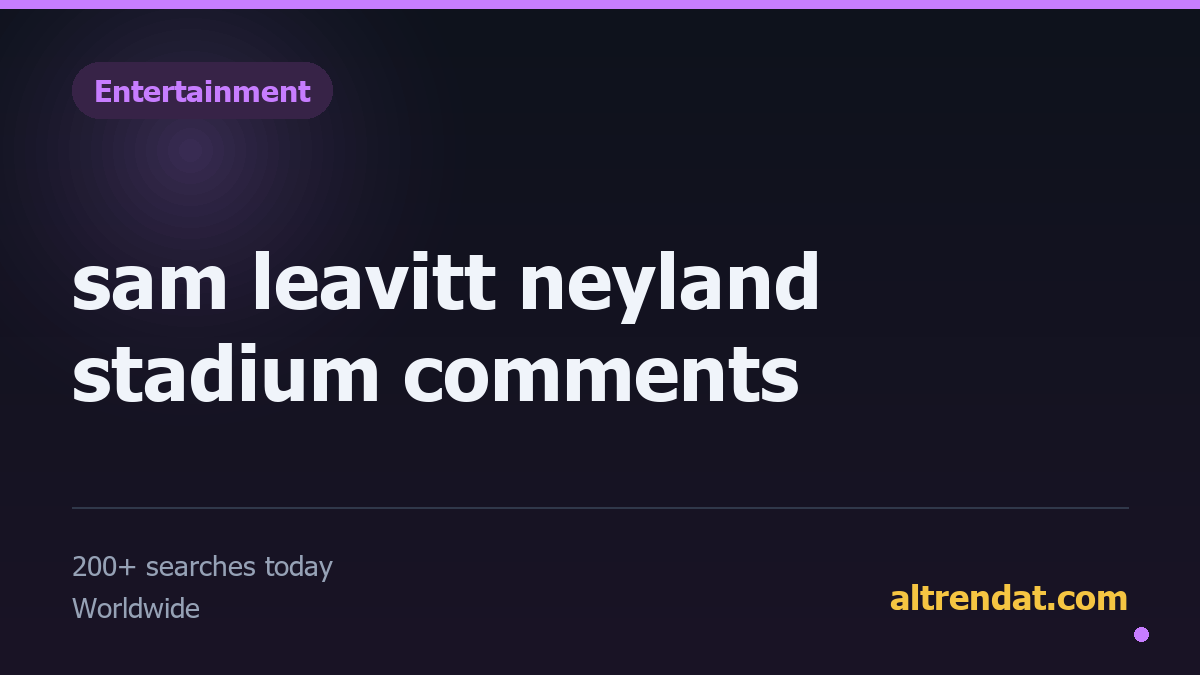 Entertainment
sam leavitt neyland
stadium comments
200+ searches today
Worldwide
altrendat.com